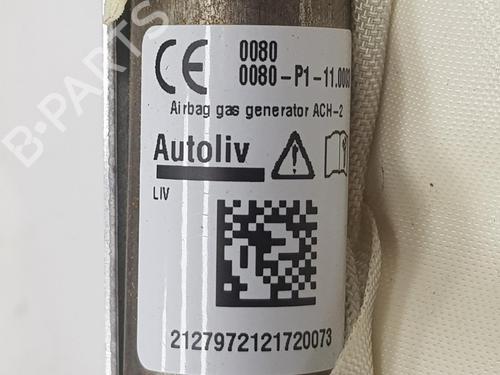 CE 0080
0080-P1-11.000
Airbag gas generator ACH-2
Autoliv
LIV
2127972121720073
B-PARTS